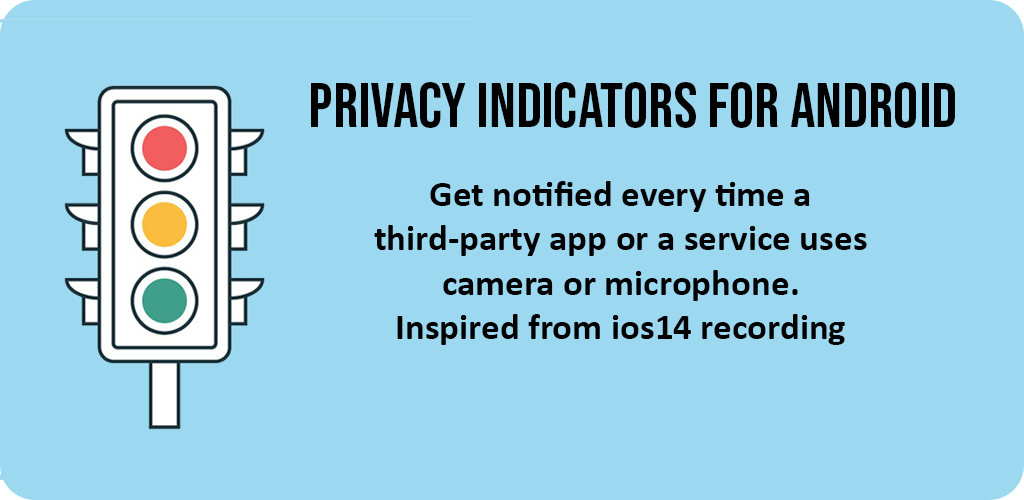 PRIVACY INDICATORS FOR ANDROID
Get notified every time a
third-party app or a service uses
camera or microphone.
Inspired from ios14 recording